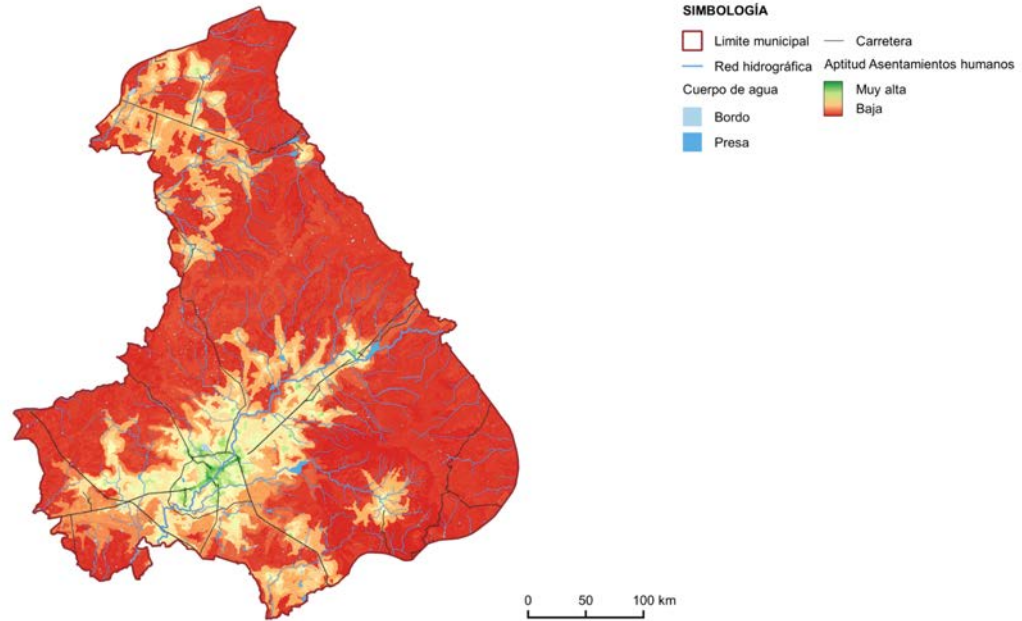 SIMBOLOGÍA
Limite municipal
Carretera
Red hidrográfica
Aptitud Asentamientos humanos
Cuerpo de agua
Muy alta
Bordo
Baja
Presa
0 50 100 km